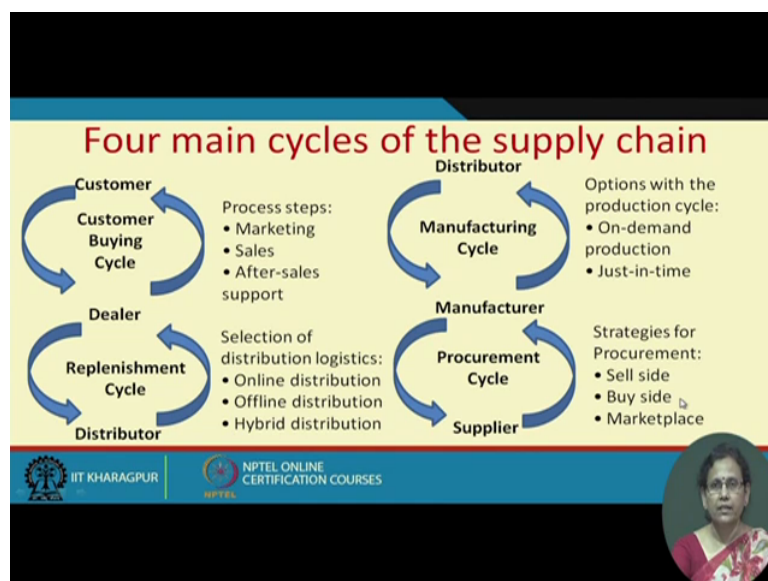 Four main cycles of the supply chain
Customer
Customer
Buying
Cycle
Dealer
Process steps:
• Marketing
• Sales
• After-sales
support
Replenishment
Cycle
Distributor
Selection of
distribution logistics:
• Online distribution
• Offline distribution
• Hybrid distribution
Distributor
Manufacturing
Cycle
Manufacturer
Options with the
production cycle:
• On-demand
production
• Just-in-time
Procurement
Cycle
Supplier
Strategies for
Procurement:
• Sell side
• Buy side
• Marketplace
IIT KHARAGPUR
NPTEL
NPTEL ONLINE
CERTIFICATION COURSES